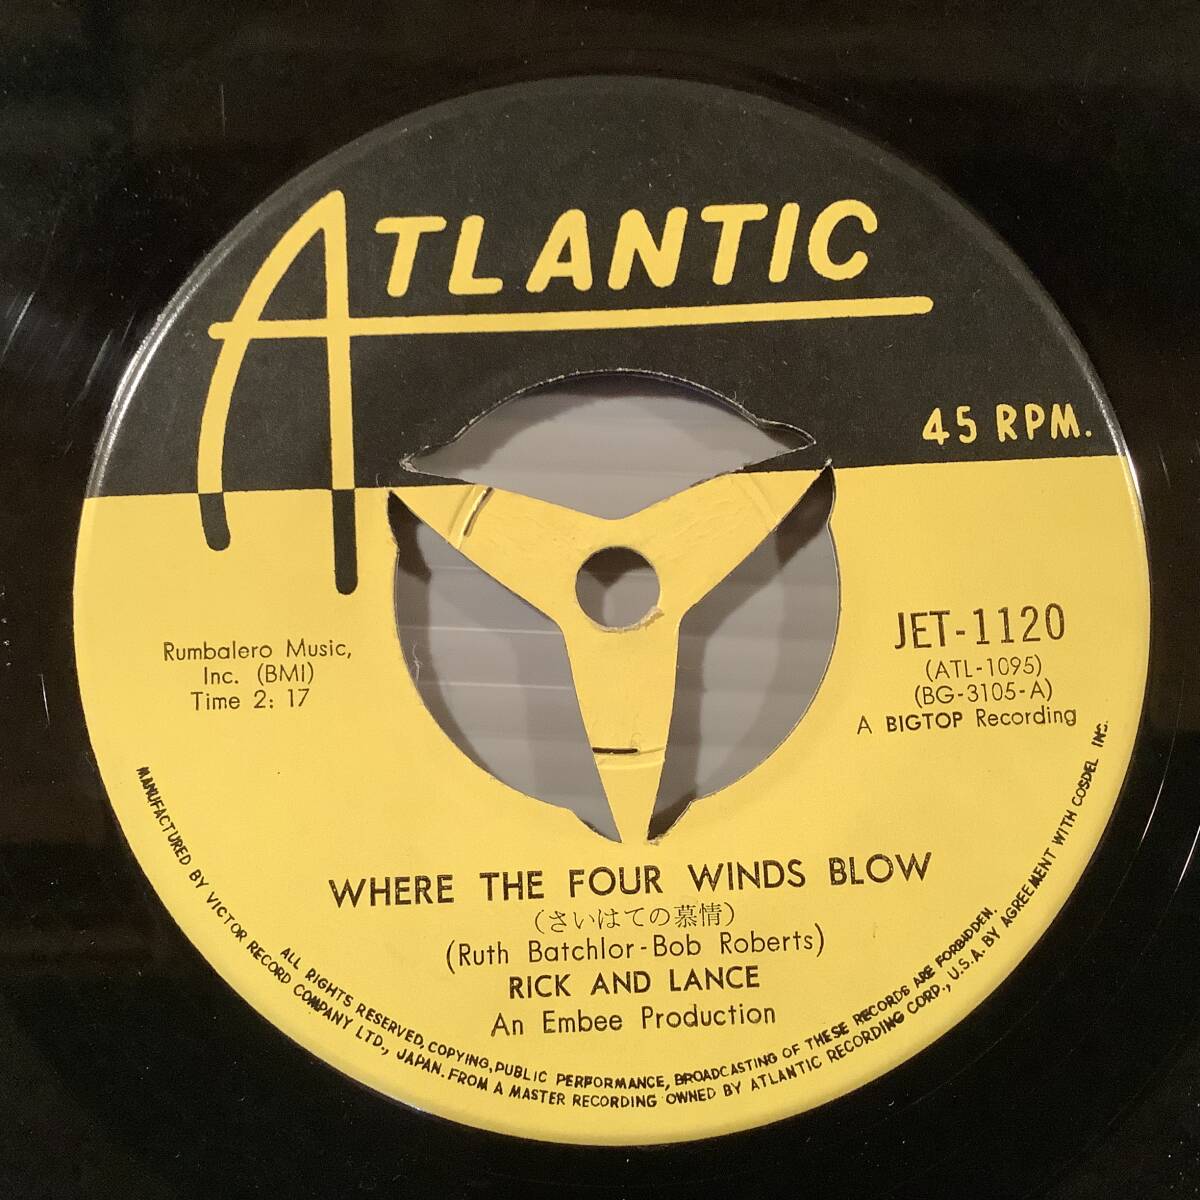 ATLANTIC
45 RPM.
Rumbalero Music,
Inc. (BMI)
Time 2: 17
JET-1120
(ATL-1095)
(BG-3105-A)
A BIGTOP Recording
WHERE THE FOUR WINDS BLOW
(さいはての慕情)
(Ruth Batchlor-Bob Roberts)
RICK AND LANCE
An Embee Production
ALL RIGHTS RESERVED, COPYING, PUBLIC PERFORMANCE, BROADCASTING OF THESE RECORDS ARE FORBIDDEN.
MANUFACTURED BY VICTOR RECORD COMPANY LTD., JAPAN. FROM A MASTER RECORDING OWNED BY ATLANTIC RECORDING CORP., U.S.A. BY AGREEMENT WITH COSDEL INC.